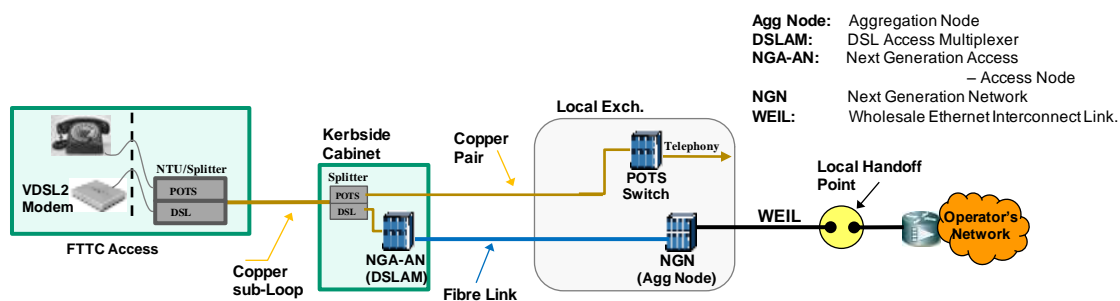 Agg Node: Aggregation Node
DSLAM: DSL Access Multiplexer
NGA-AN: Next Generation Access
– Access Node
NGN Next Generation Network
WEIL: Wholesale Ethernet Interconnect Link.
Local Exch.
Copper
Pair
Kerbside
Cabinet
Telephony
NTU/Splitter
Splitter
POTS
Switch
Local Handoff
Point
VDSL2
Modem
POTS
DSL
POTS
DSL
WEIL
Operator's
Network
FTTC Access
NGA-AN
(DSLAM)
NGN
(Agg Node)
Copper
sub-Loop
Fibre Link